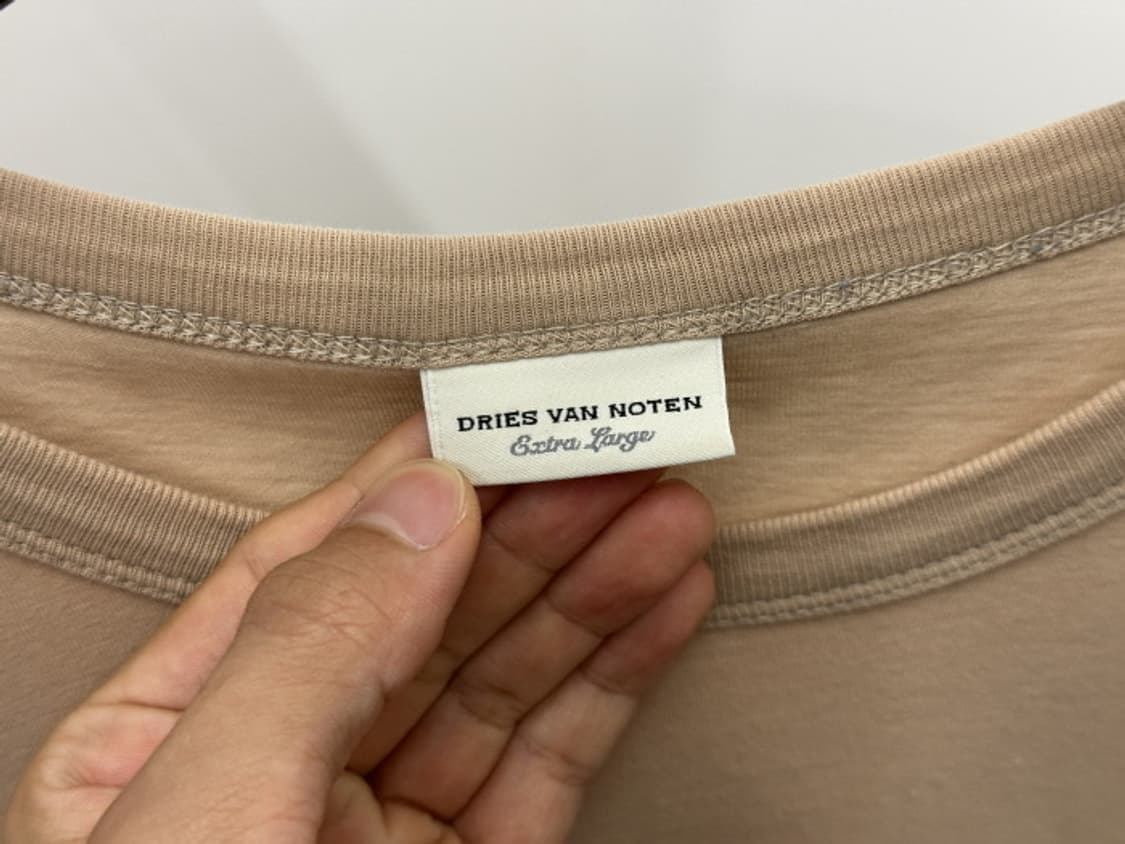 DRIES VAN NOTEN
Extra Large